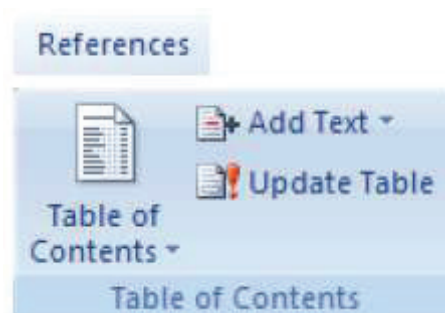 References
Add Text
Update Table
Table of
Contents
Table of Contents